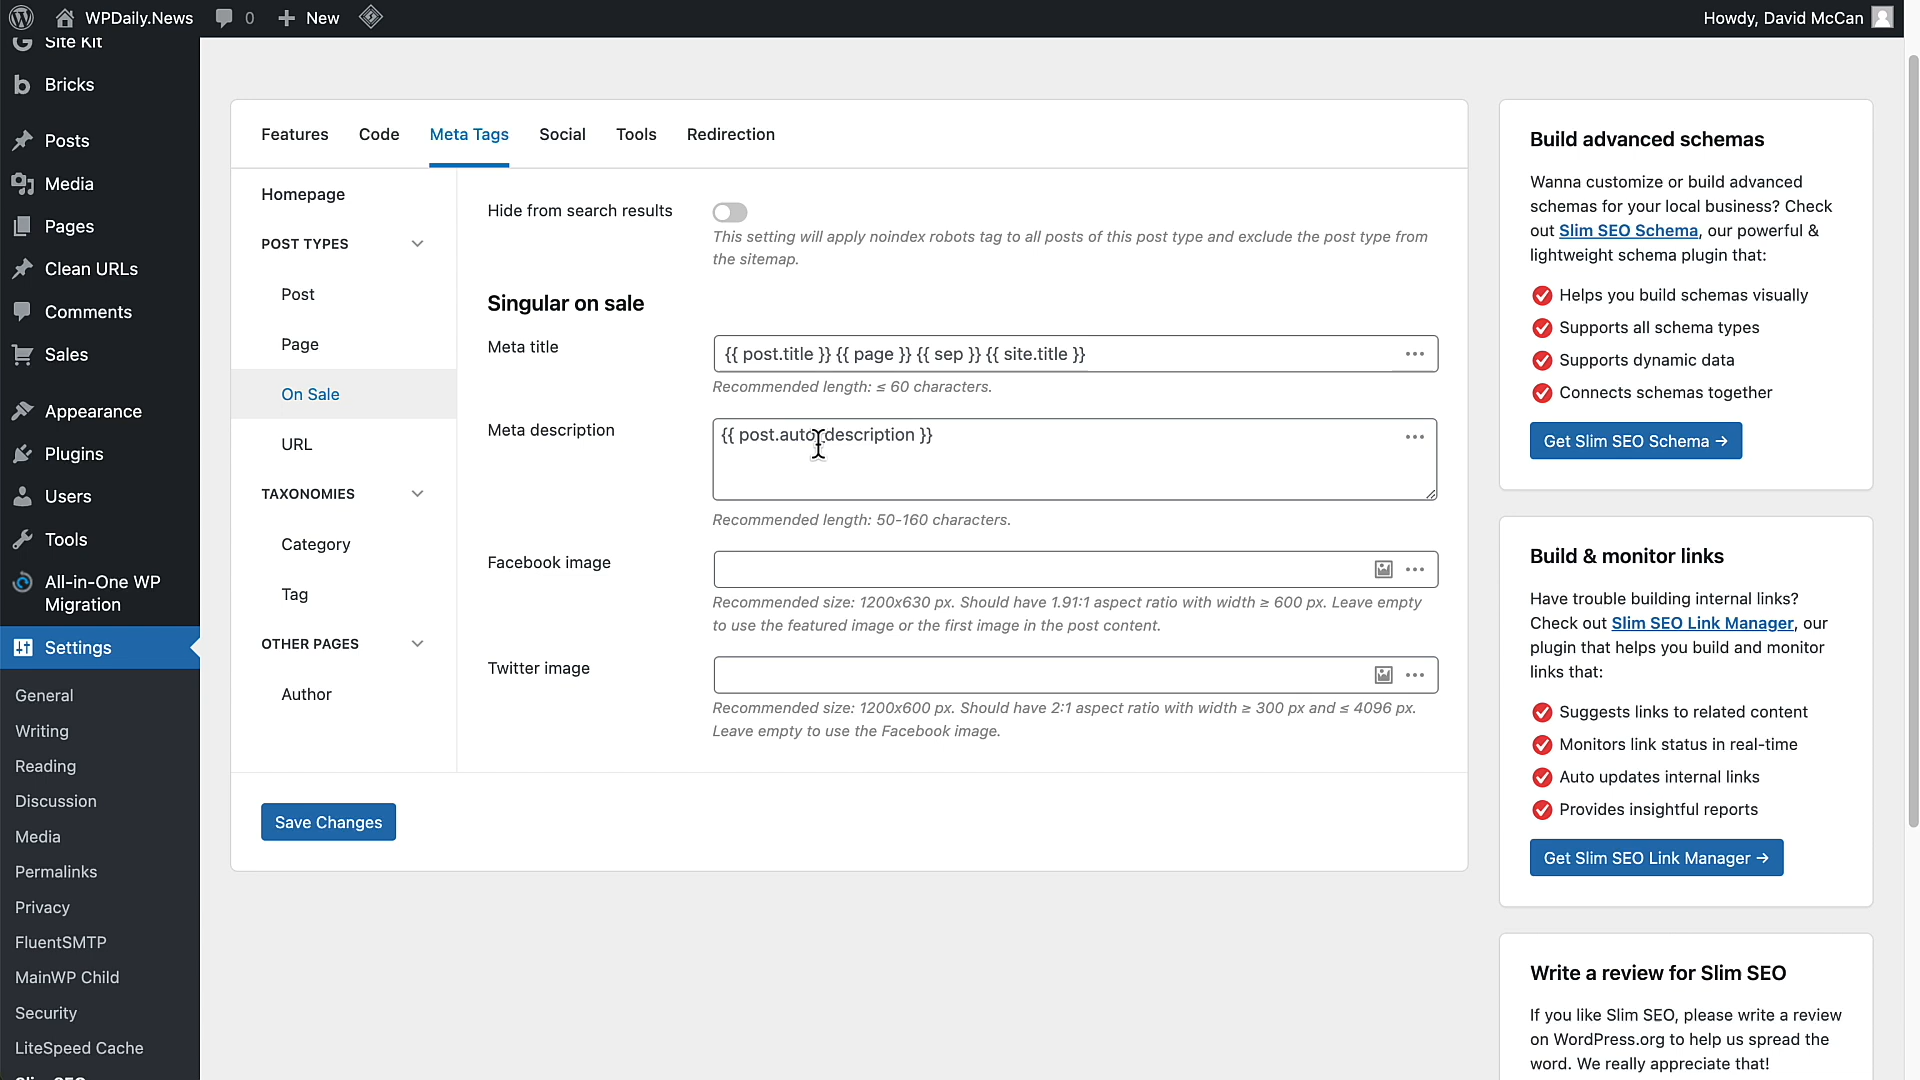 WPDaily.News
0
New
Howdy, David McCan
Site Kit
Bricks
Posts
Media
Pages
Clean URLs
Comments
Sales
Appearance
Plugins
Users
Tools
All-in-One WP
Migration
Settings
General
Writing
Reading
Discussion
Media
Permalinks
Privacy
FluentSMTP
MainWP Child
Security
LiteSpeed Cache
Slim SEO
Features
Code
Meta Tags
Social
Tools
Redirection
Homepage
POST TYPES
Post
Page
On Sale
URL
TAXONOMIES
Category
Tag
OTHER PAGES
Author
Hide from search results
This setting will apply noindex robots tag to all posts of this post type and exclude the post type from
the sitemap.
Singular on sale
Meta title
{{ post.title }} {{ page }} {{ sep }} {{ site.title }}
Recommended length: ≤ 60 characters.
Meta description
{{ post.auto_description }}
Recommended length: 50-160 characters.
Facebook image
Recommended size: 1200x630 px. Should have 1.91:1 aspect ratio with width ≥ 600 px. Leave empty
to use the featured image or the first image in the post content.
Twitter image
Recommended size: 1200x600 px. Should have 2:1 aspect ratio with width ≥ 300 px and ≤ 4096 px.
Leave empty to use the Facebook image.
Save Changes
Build advanced schemas
Wanna customize or build advanced
schemas for your local business? Check
out Slim SEO Schema, our powerful &
lightweight schema plugin that:
Helps you build schemas visually
Supports all schema types
Supports dynamic data
Connects schemas together
Get Slim SEO Schema →
Build & monitor links
Have trouble building internal links?
Check out Slim SEO Link Manager, our
plugin that helps you build and monitor
links that:
Suggests links to related content
Monitors link status in real-time
Auto updates internal links
Provides insightful reports
Get Slim SEO Link Manager →
Write a review for Slim SEO
If you like Slim SEO, please write a review
on WordPress.org to help us spread the
word. We really appreciate that!